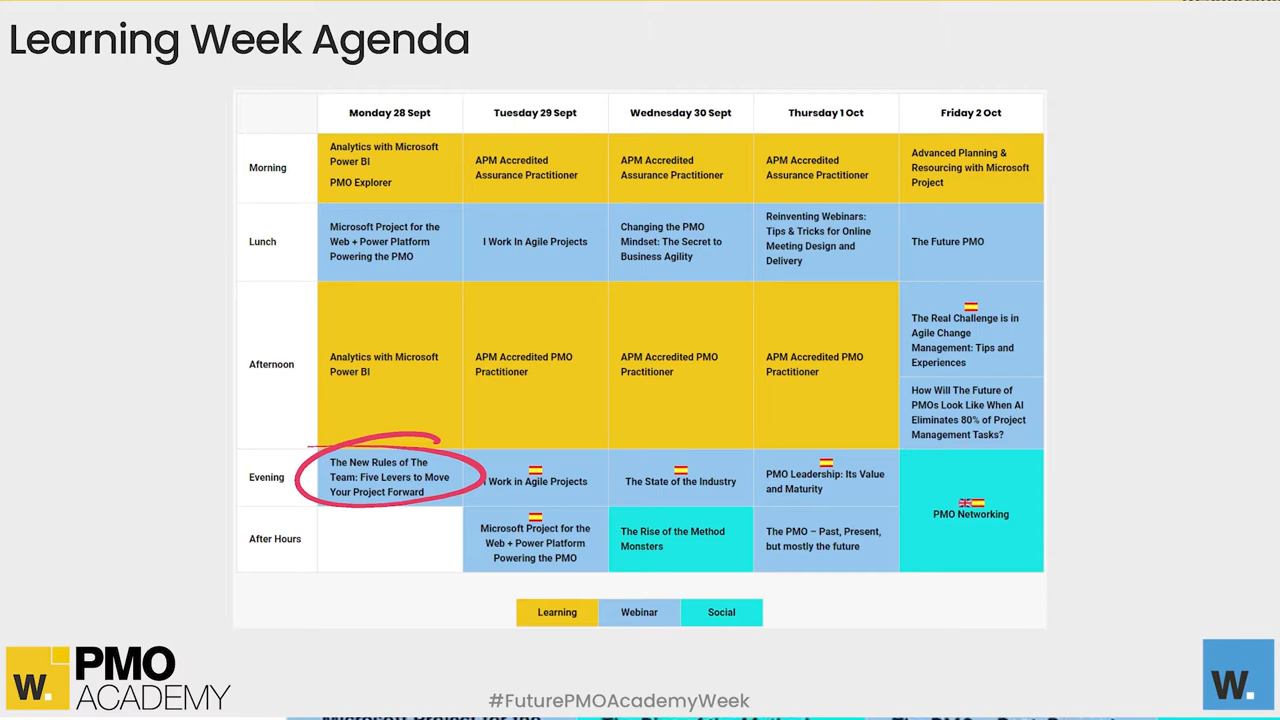 Learning Week Agenda
Monday 28 Sept
Tuesday 29 Sept
Wednesday 30 Sept
Thursday 1 Oct
Friday 2 Oct
Morning
Analytics with Microsoft
Power BI
PMO Explorer
APM Accredited
Assurance Practitioner
APM Accredited
Assurance Practitioner
APM Accredited
Assurance Practitioner
Advanced Planning &
Resourcing with Microsoft
Project
Lunch
Microsoft Project for the
Web + Power Platform
Powering the PMO
I Work In Agile Projects
Changing the PMO
Mindset: The Secret to
Business Agility
Reinventing Webinars:
Tips & Tricks for Online
Meeting Design and
Delivery
The Future PMO
Afternoon
Analytics with Microsoft
Power BI
APM Accredited PMO
Practitioner
APM Accredited PMO
Practitioner
APM Accredited PMO
Practitioner
The Real Challenge is in
Agile Change
Management: Tips and
Experiences
How Will The Future of
PMOs Look Like When AI
Eliminates 80% of Project
Management Tasks?
Evening
The New Rules of The
Team: Five Levers to Move
Your Project Forward
I Work in Agile Projects
The State of the Industry
PMO Leadership: Its Value
and Maturity
PMO Networking
After Hours
Microsoft Project for the
Web + Power Platform
Powering the PMO
The Rise of the Method
Monsters
The PMO – Past, Present,
but mostly the future
Learning
Webinar
Social
W.
PMO
ACADEMY
#FuturePMOAcademyWeek
W.